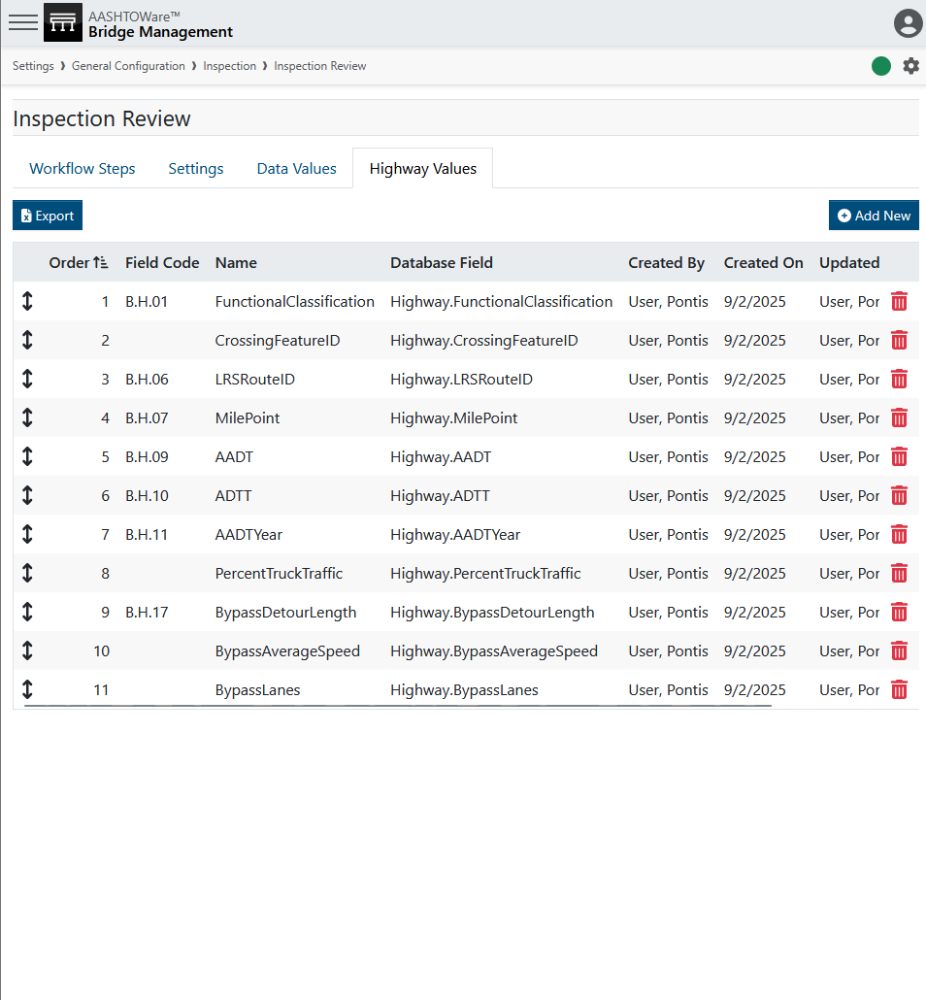 AASHTOWare™
Bridge Management
Settings ❯ General Configuration ❯ Inspection ❯ Inspection Review
Inspection Review
Workflow Steps Settings Data Values Highway Values
Export Add New
Order Field Code Name Database Field Created By Created On Updated
1 B.H.01 FunctionalClassification Highway.FunctionalClassification User, Pontis 9/2/2025 User, Por
2 CrossingFeatureID Highway.CrossingFeatureID User, Pontis 9/2/2025 User, Por
3 B.H.06 LRSRouteID Highway.LRSRouteID User, Pontis 9/2/2025 User, Por
4 B.H.07 MilePoint Highway.MilePoint User, Pontis 9/2/2025 User, Por
5 B.H.09 AADT Highway.AADT User, Pontis 9/2/2025 User, Por
6 B.H.10 ADTT Highway.ADTT User, Pontis 9/2/2025 User, Por
7 B.H.11 AADTYear Highway.AADTYear User, Pontis 9/2/2025 User, Por
8 PercentTruckTraffic Highway.PercentTruckTraffic User, Pontis 9/2/2025 User, Por
9 B.H.17 BypassDetourLength Highway.BypassDetourLength User, Pontis 9/2/2025 User, Por
10 BypassAverageSpeed Highway.BypassAverageSpeed User, Pontis 9/2/2025 User, Por
11 BypassLanes Highway.BypassLanes User, Pontis 9/2/2025 User, Por